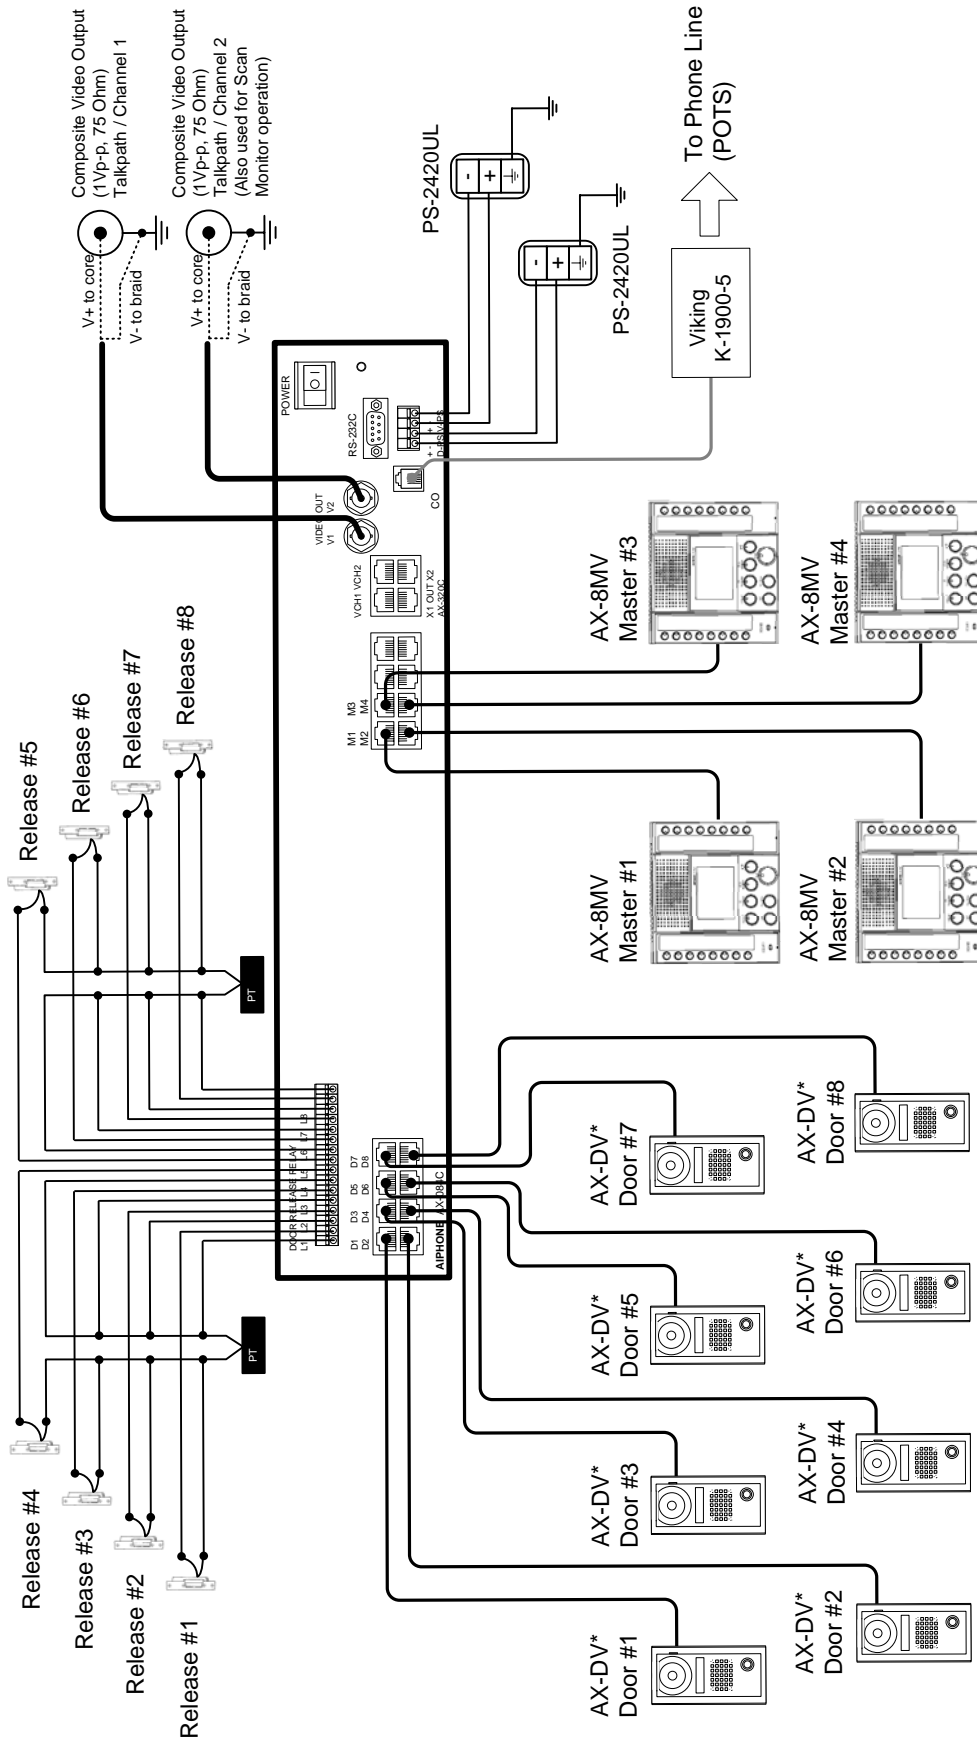 Release #4
Release #3
Release #2
Release #1
PT
Release #5
Release #6
Release #7
Release #8
PT
Composite Video Output
(1Vp-p, 75 Ohm)
Talkpath / Channel 1
Composite Video Output
(1Vp-p, 75 Ohm)
Talkpath / Channel 2
(Also used for Scan
Monitor operation)
V+ to core
V- to braid
V+ to core
V- to braid
DOOR RELEASE RELAY
L1 L2 L3 L4 L5 L6 L7 L8
D1 D3 D5 D7
D2 D4 D6 D8
AIPHONE AX-084C
M1 M3
M2 M4
VCH1 VCH2
X1 OUT X2
AX-320C
VIDEO OUT
V1 V2
CO
RS-232C
POWER
+ - + -
D-PS V-PS
PS-2420UL
- +
PS-2420UL
- +
Viking
K-1900-5
To Phone Line
(POTS)
AX-DV*
Door #1
AX-DV*
Door #3
AX-DV*
Door #5
AX-DV*
Door #7
AX-8MV
Master #1
AX-8MV
Master #3
AX-DV*
Door #2
AX-DV*
Door #4
AX-DV*
Door #6
AX-DV*
Door #8
AX-8MV
Master #2
AX-8MV
Master #4